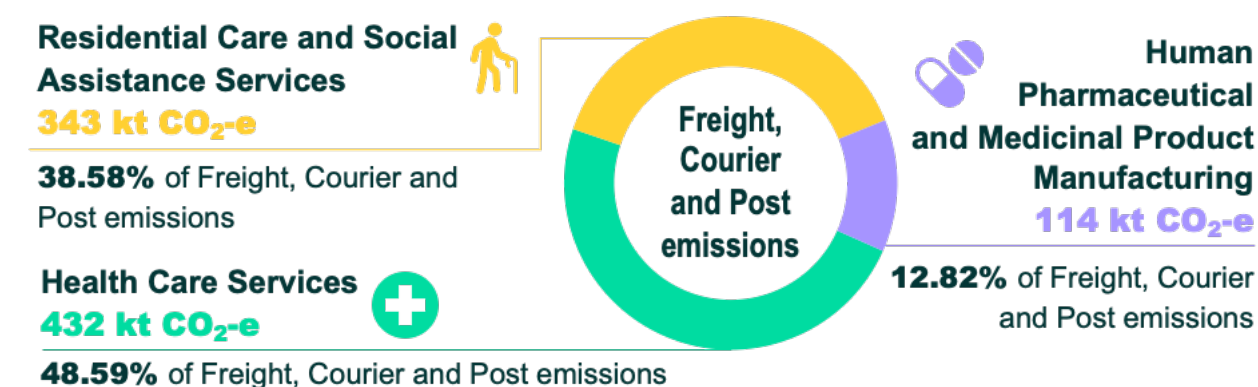 Residential Care and Social
Assistance Services
343 kt CO₂-e
38.58% of Freight, Courier and
Post emissions
Health Care Services
432 kt CO₂-e
48.59% of Freight, Courier and Post emissions
Freight,
Courier
and Post
emissions
Human
Pharmaceutical
and Medicinal Product
Manufacturing
114 kt CO₂-e
12.82% of Freight, Courier
and Post emissions